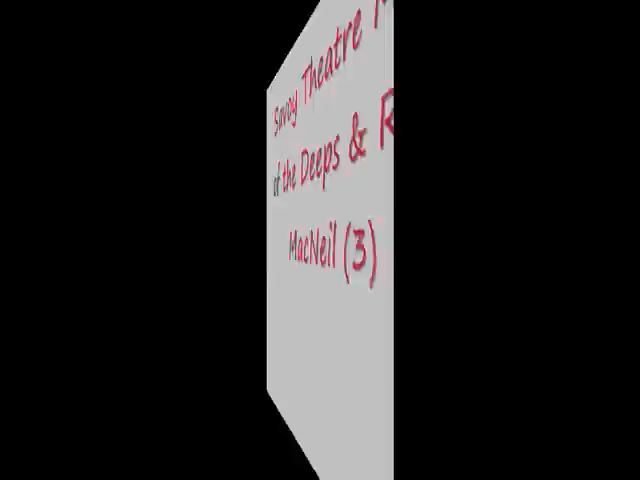 Savoy Theatre
of the Deeps &
MacNeil (3)